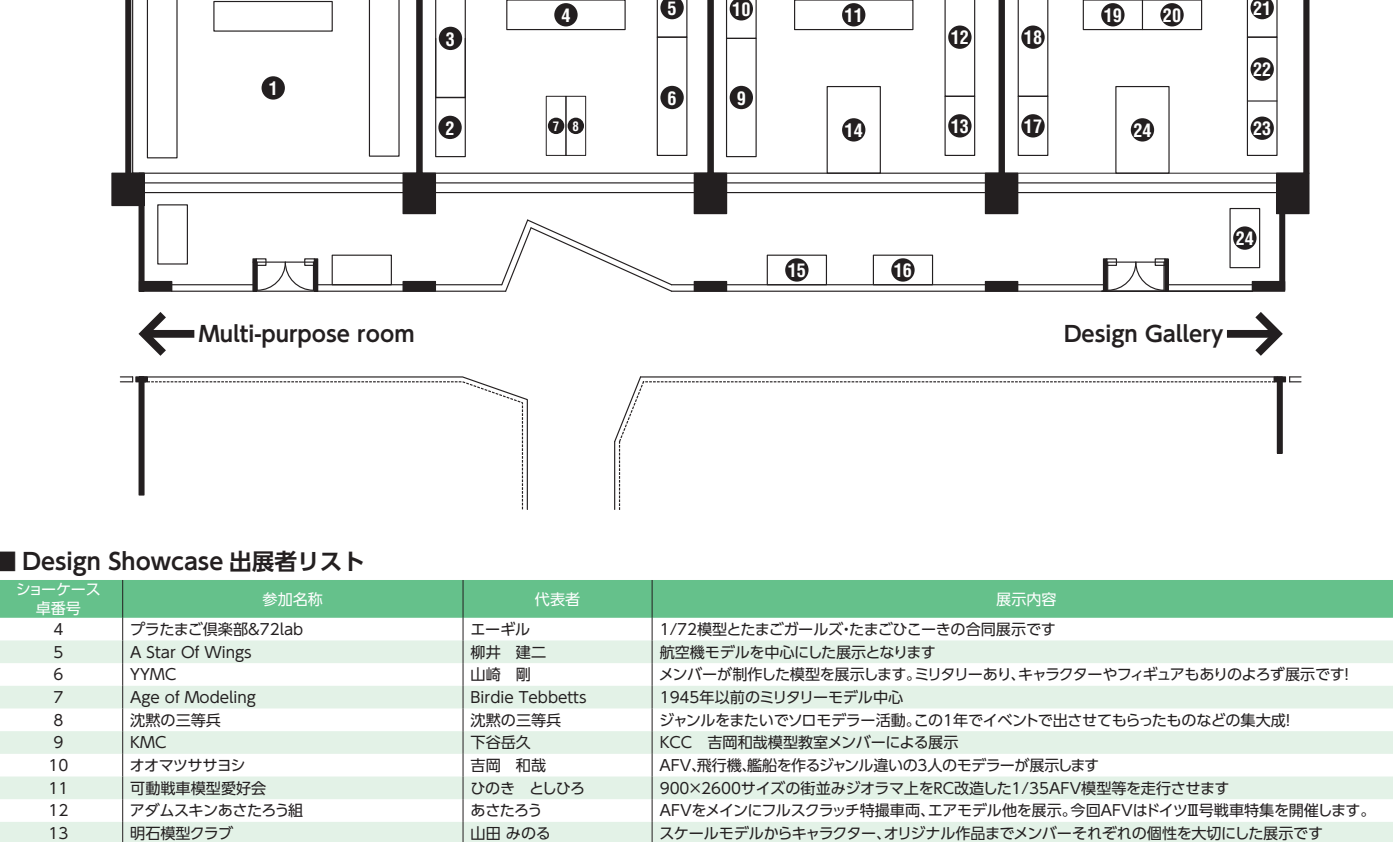 4
5
10
11
19
20
21
3
12
18
22
1
6
9
2
7
8
14
13
17
24
23
24
15
16
Multi-purpose room
Design Gallery
■ Design Showcase 出展者リスト
ショーケース
卓番号
参加名称
代表者
展示内容
4 プラたまご倶楽部&72lab エーギル 1/72模型とたまごガールズ・たまごひこーきの合同展示です
5 A Star Of Wings 柳井 建二 航空機モデルを中心にした展示となります
6 YYMC 山崎 剛 メンバーが制作した模型を展示します。ミリタリーあり、キャラクターやフィギュアもありのよろず展示です!
7 Age of Modeling Birdie Tebbetts 1945年以前のミリタリーモデル中心
8 沈黙の三等兵 沈黙の三等兵 ジャンルをまたいでソロモデラー活動。この1年でイベントで出させてもらったものなどの集大成!
9 KMC 下谷岳久 KCC 吉岡和哉模型教室メンバーによる展示
10 オオマツササヨシ 吉岡 和哉 AFV、飛行機、艦船を作るジャンル違いの3人のモデラーが展示します
11 可動戦車模型愛好会 ひのき としひろ 900×2600サイズの街並みジオラマ上をRC改造した1/35AFV模型等を走行させます
12 アダムスキンあさたろう組 あさたろう AFVをメインにフルスクラッチ特撮車両、エアモデル他を展示。今回AFVはドイツⅢ号戦車特集を開催します。
13 明石模型クラブ 山田 みのる スケールモデルからキャラクター、オリジナル作品までメンバーそれぞれの個性を大切にした展示です